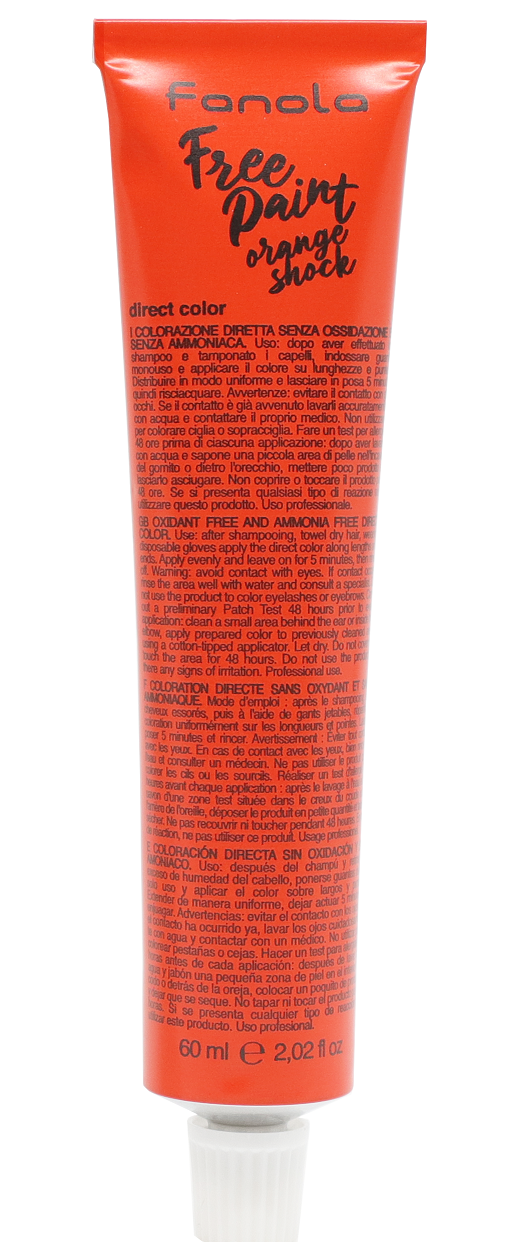 fanola
Free
Paint
orange
shock
direct color
I COLORAZIONE DIRETTA SENZA OSSIDAZIONE
SENZA AMMONIACA. Uso: dopo aver effettuato
shampoo e tamponato i capelli, indossare
monouso e applicare il colore su lunghezze e
Distribuire in modo uniforme e lasciare in posa 5
quindi risciacquare. Avvertenze: evitare il contatto con
occhi. Se il contatto è già avvenuto lavarli
con acqua e contattare il proprio medico. Non
per colorare ciglia o sopracciglia. Fare un test per
48 ore prima di ciascuna applicazione: dopo aver
con acqua e sapone una piccola area di pelle
del gomito o dietro l'orecchio, mettere poco prodotto
lasciarlo asciugare. Non coprire o toccare il prodotto
48 ore. Se si presenta qualsiasi tipo di reazione
utilizzare questo prodotto. Uso professionale.
GB OXIDANT FREE AND AMMONIA FREE
COLOR. Use: after shampooing, towel dry hair,
disposable gloves apply the direct color along
ends. Apply evenly and leave on for 5 minutes,
off. Warning: avoid contact with eyes. If contact
rinse the area well with water and consult a
not use the product to color eyelashes or eyebrows.
out a preliminary Patch Test 48 hours prior to
application: clean a small area behind the ear or
elbow, apply prepared color to previously cleaned
using a cotton-tipped applicator. Let dry. Do not
touch the area for 48 hours. Do not use the
there any signs of irritation. Professional use.
F COLORATION DIRECTE SANS OXYDANT ET
AMMONIAQUE. Mode d'emploi : après le
cheveux essorés, puis à l'aide de gants jetables,
coloration uniformément sur les longueurs et pointes.
poser 5 minutes et rincer. Avertissement : Eviter tout
avec les yeux. En cas de contact avec les yeux, bien
eau et consulter un médecin. Ne pas utiliser le produit
colorer les cils ou les sourcils. Réaliser un test
heures avant chaque application : après le lavage à
savon d'une zone test située dans le creux du
l'arrière de l'oreille, déposer le produit en petite quantité et
sécher. Ne pas recouvrir ni toucher pendant 48 heures
de réaction, ne pas utiliser ce produit. Usage
E COLORACIÓN DIRECTA SIN OXIDACIÓN
AMONIACO. Uso: después del champú y
exceso de humedad del cabello, ponerse
solo uso y aplicar el color sobre largos y
Extender de manera uniforme, dejar actuar 5
enjuagar. Advertencias: evitar el contacto con los
el contacto ha ocurrido ya, lavar los ojos
con agua y contactar con un médico. No
colorear pestañas o cejas. Hacer un test para
horas antes de cada aplicación: después de
agua y jabón una pequeña zona de piel en el
codo o detrás de la oreja, colocar un poquito de
dejar que se seque. No tapar ni tocar el producto
horas. Si se presenta cualquier tipo de
utilizar este producto. Uso profesional.
60 ml e 2,02 fl oz